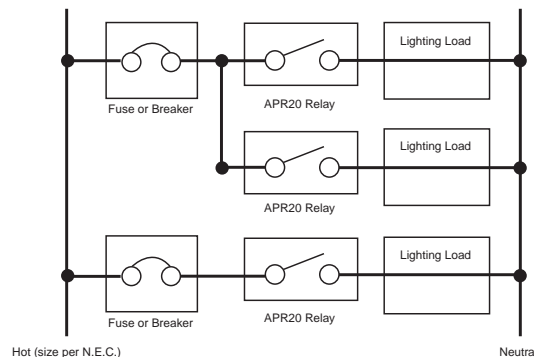 Lighting Load
Fuse or Breaker
APR20 Relay
Lighting Load
APR20 Relay
Lighting Load
Fuse or Breaker
APR20 Relay
Hot (size per N.E.C.)
Neutra